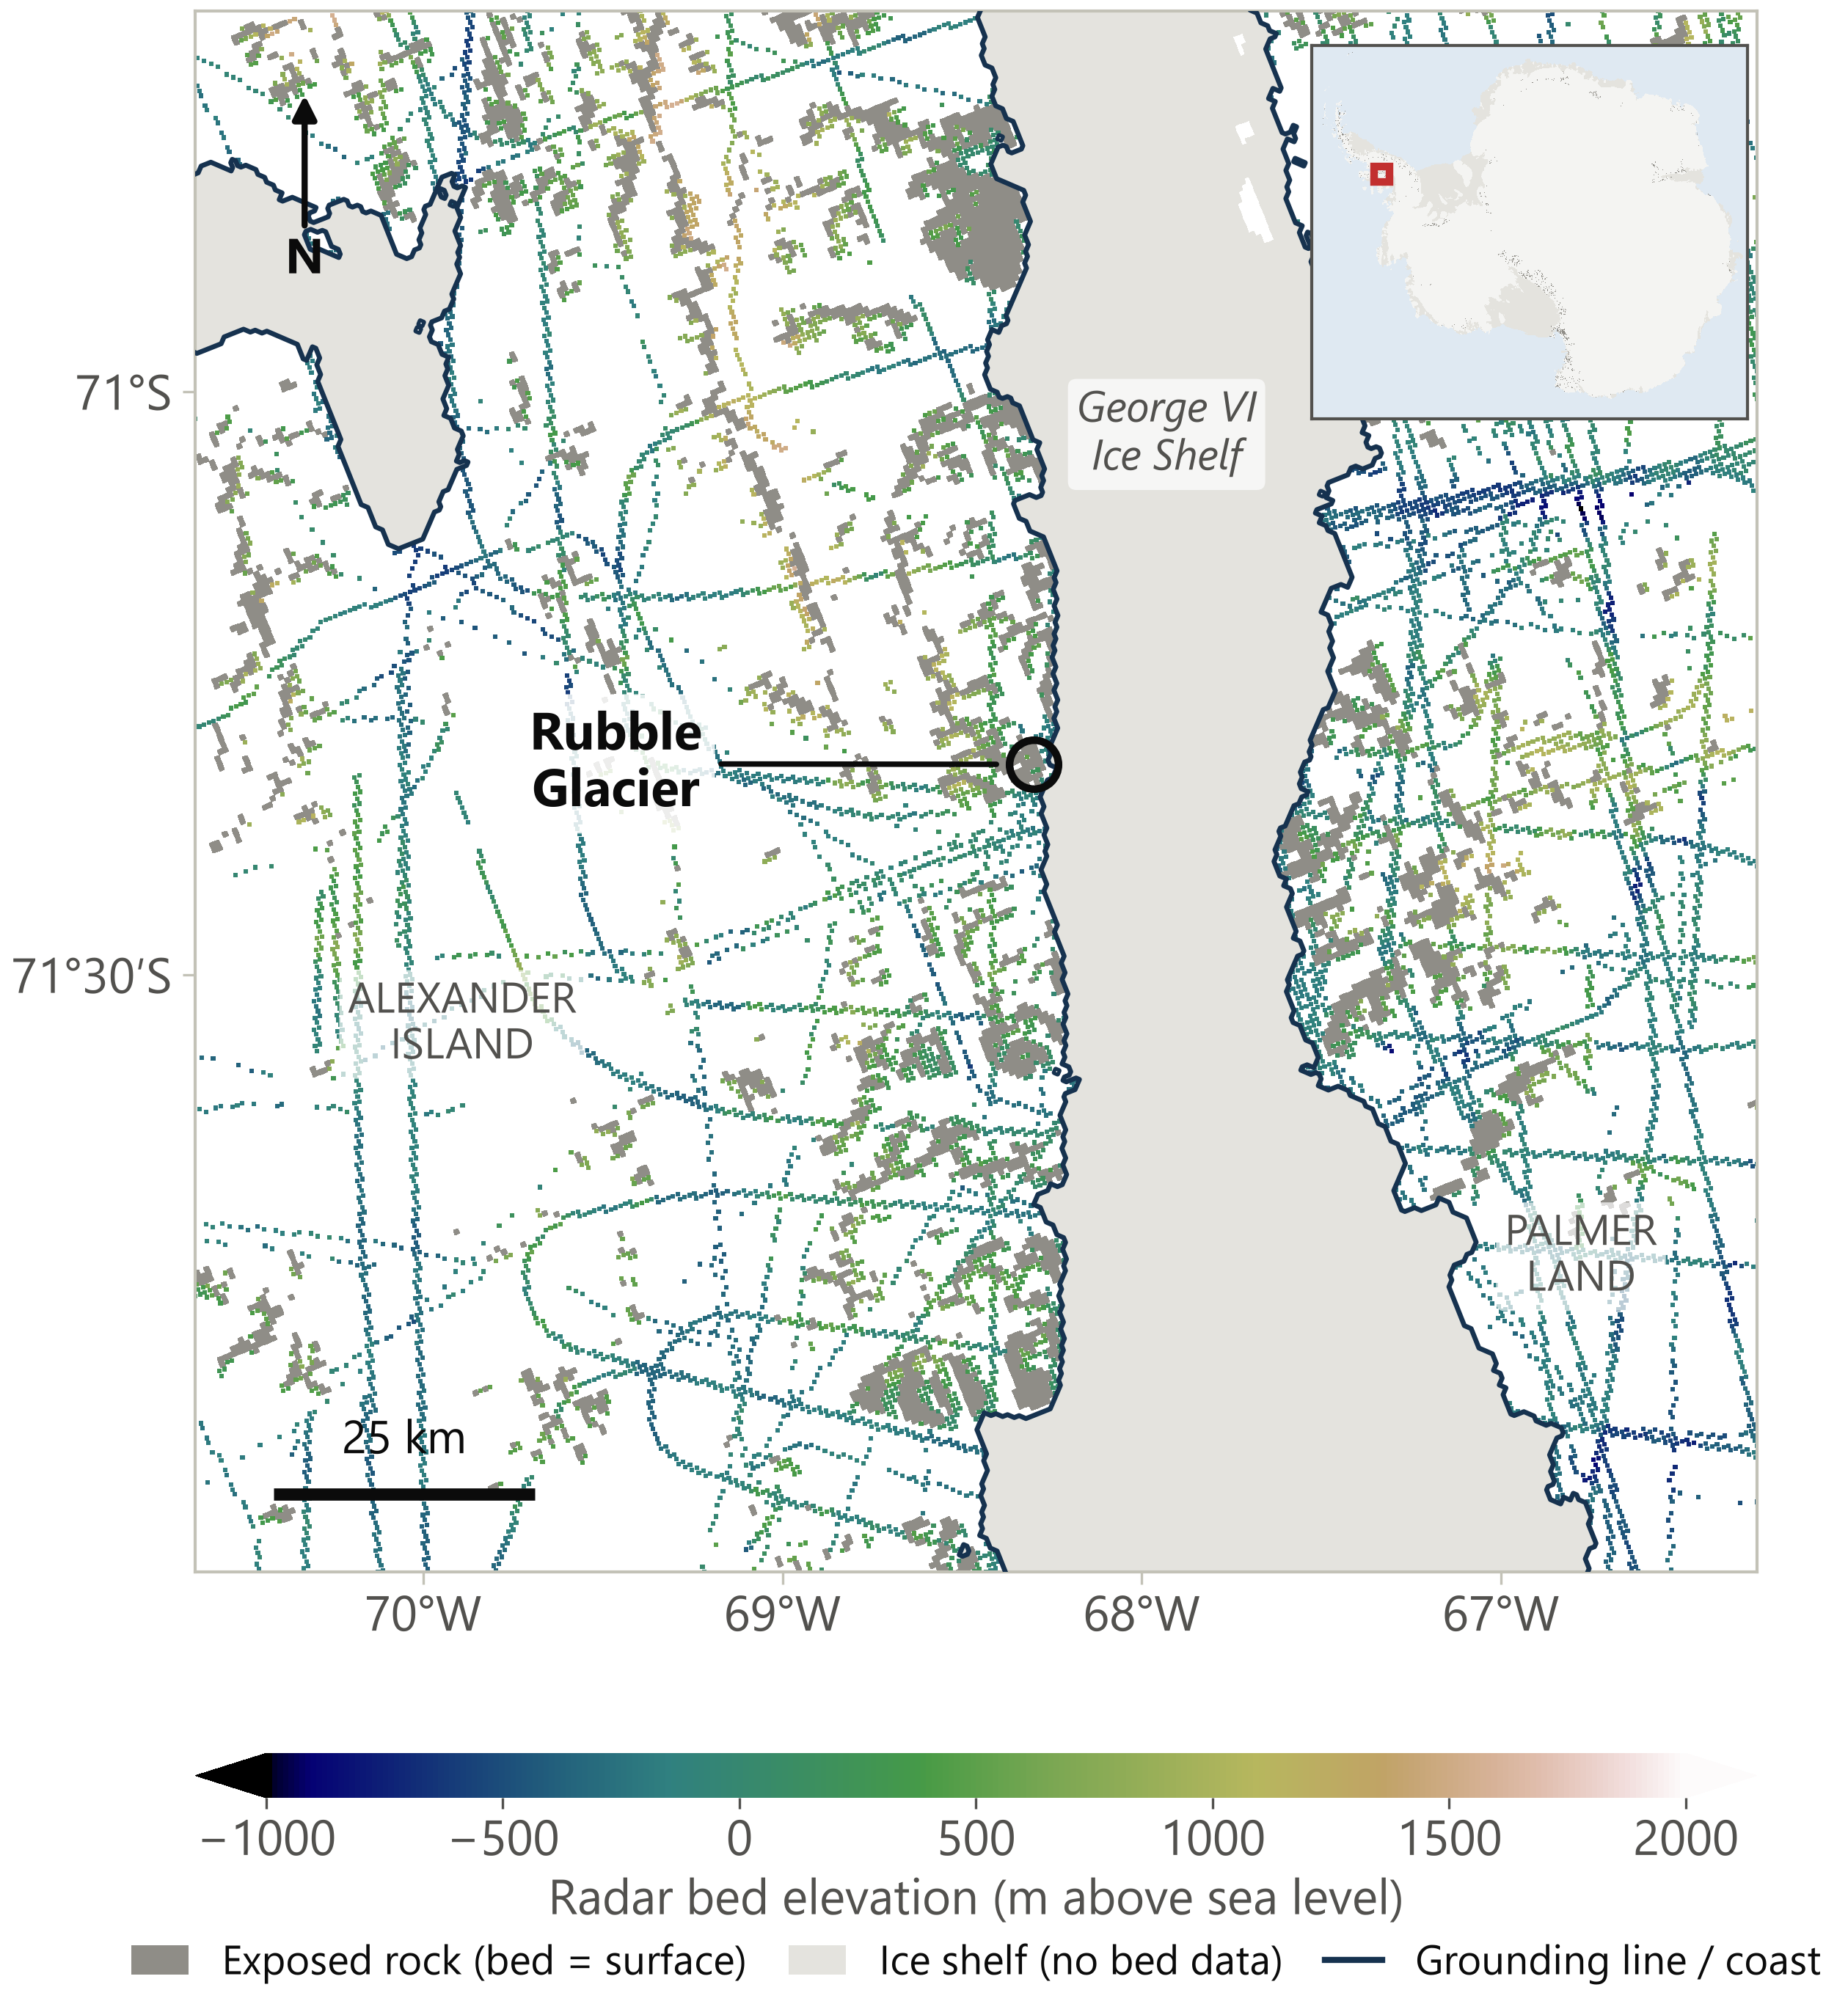 N
71°S
George VI
Ice Shelf
Rubble
Glacier
71°30′S
ALEXANDER
ISLAND
PALMER
LAND
25 km
70°W 69°W 68°W 67°W
−1000 −500 0 500 1000 1500 2000
Radar bed elevation (m above sea level)
Exposed rock (bed = surface) Ice shelf (no bed data) Grounding line / coast